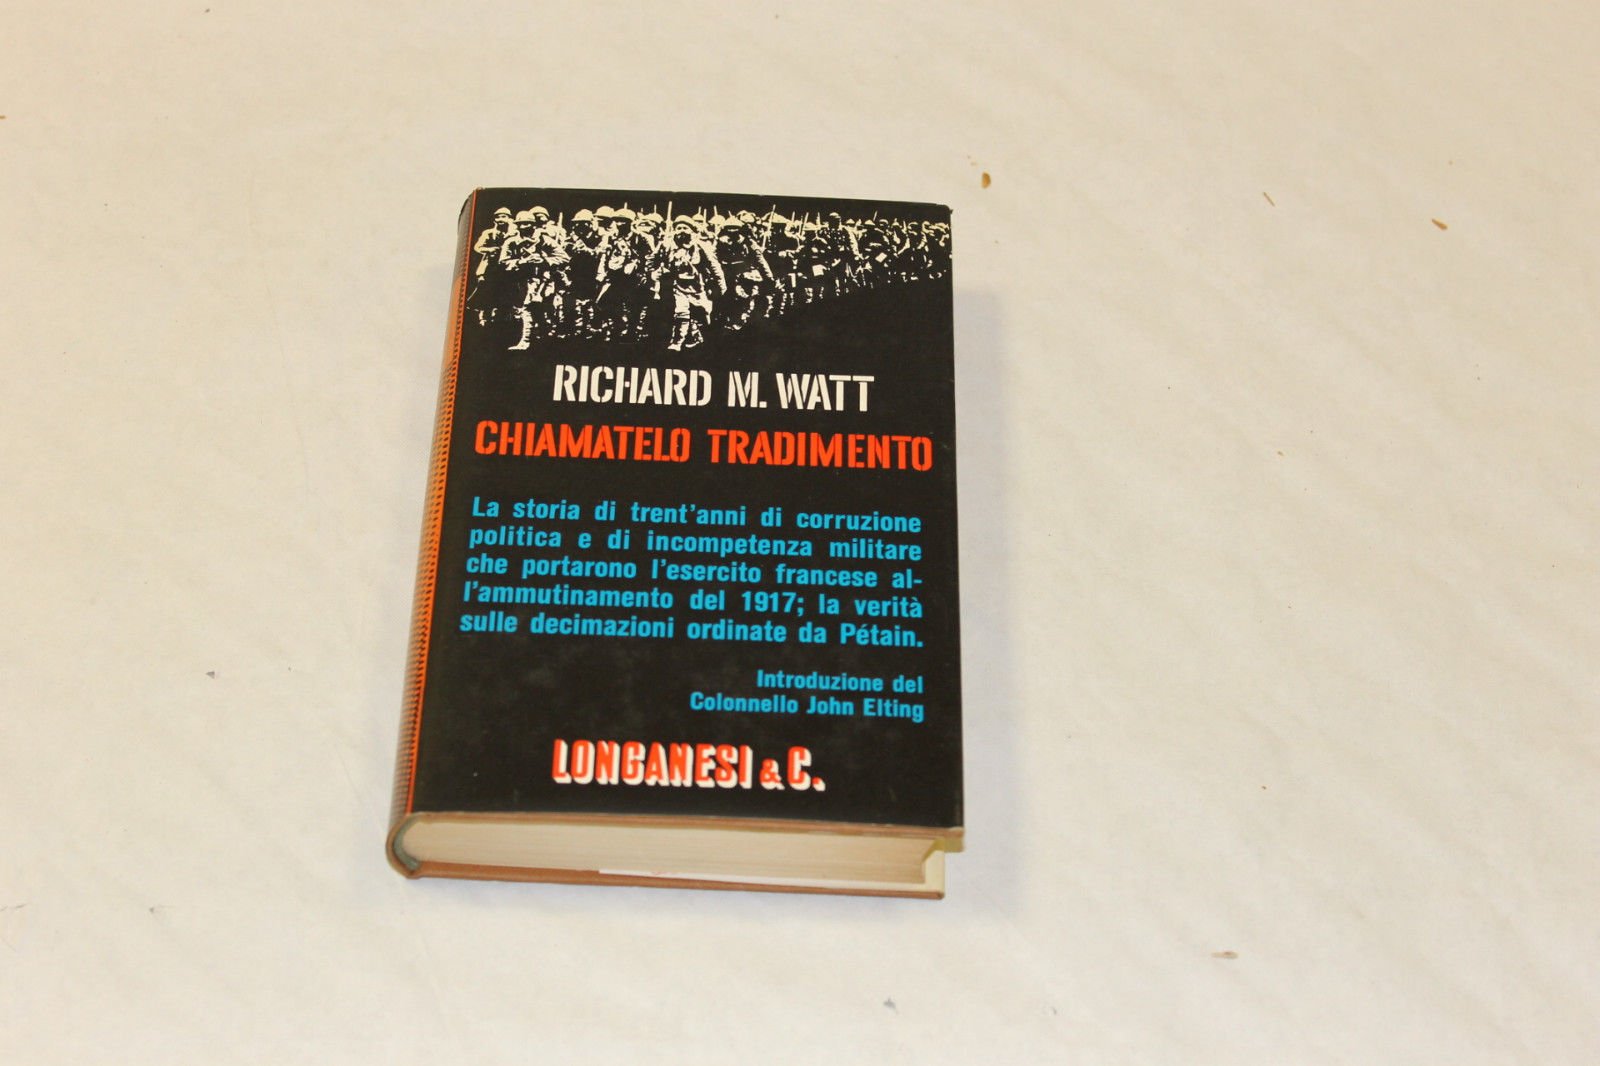 RICHARD M. WATT
CHIAMATELO TRADIMENTO
La storia di trent'anni di corruzione
politica e di incompetenza militare
che portarono l'esercito francese al-
l'ammutinamento del 1917; la verità
sulle decimazioni ordinate da Pétain.
Introduzione del
Colonnello John Elting
LONGANESI & C.